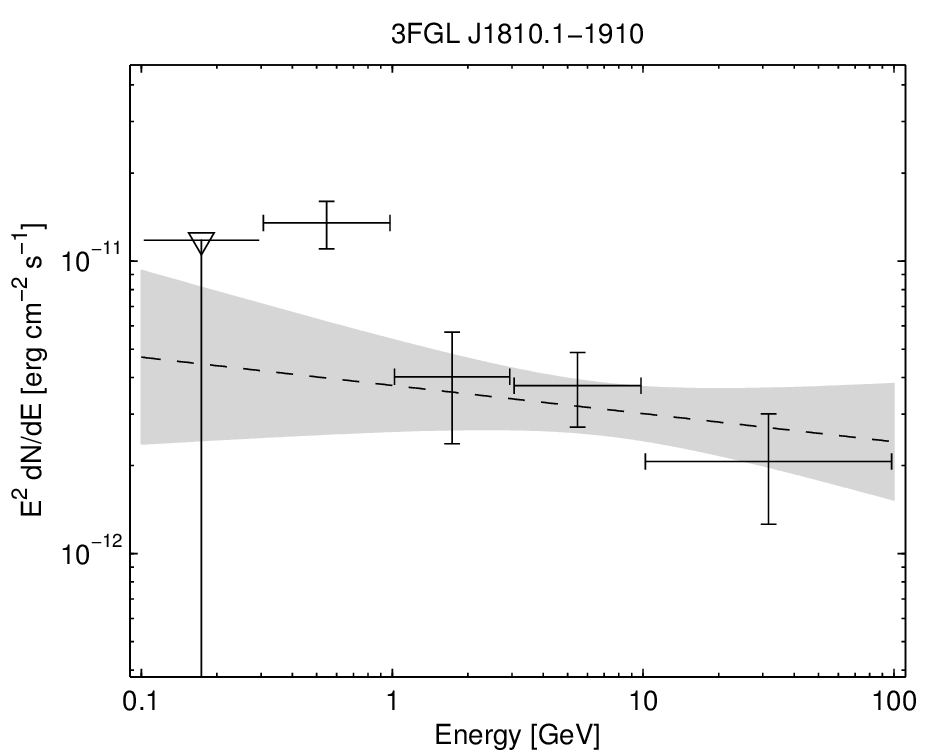 3FGL J1810.1−1910
E² dN/dE [erg cm⁻² s⁻¹]
10⁻¹¹
10⁻¹²
0.1 1 10 100
Energy [GeV]